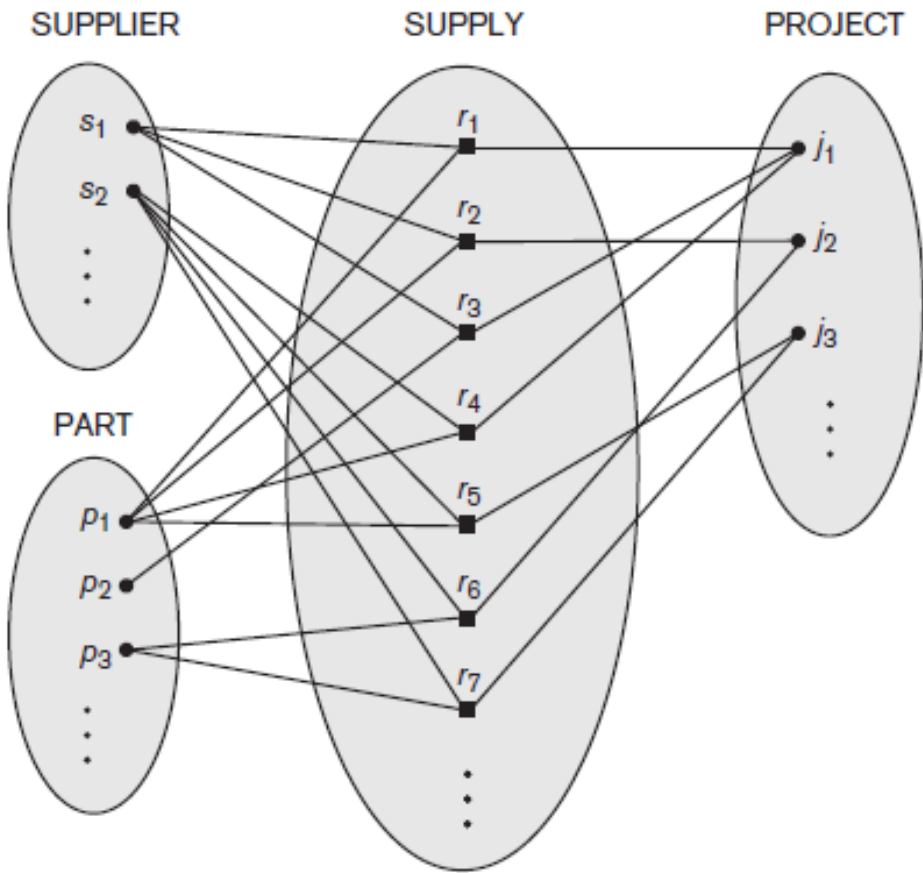 SUPPLIER
SUPPLY
PROJECT
s1
s2
PART
p1
p2
p3
r1
r2
r3
r4
r5
r6
r7
j1
j2
j3